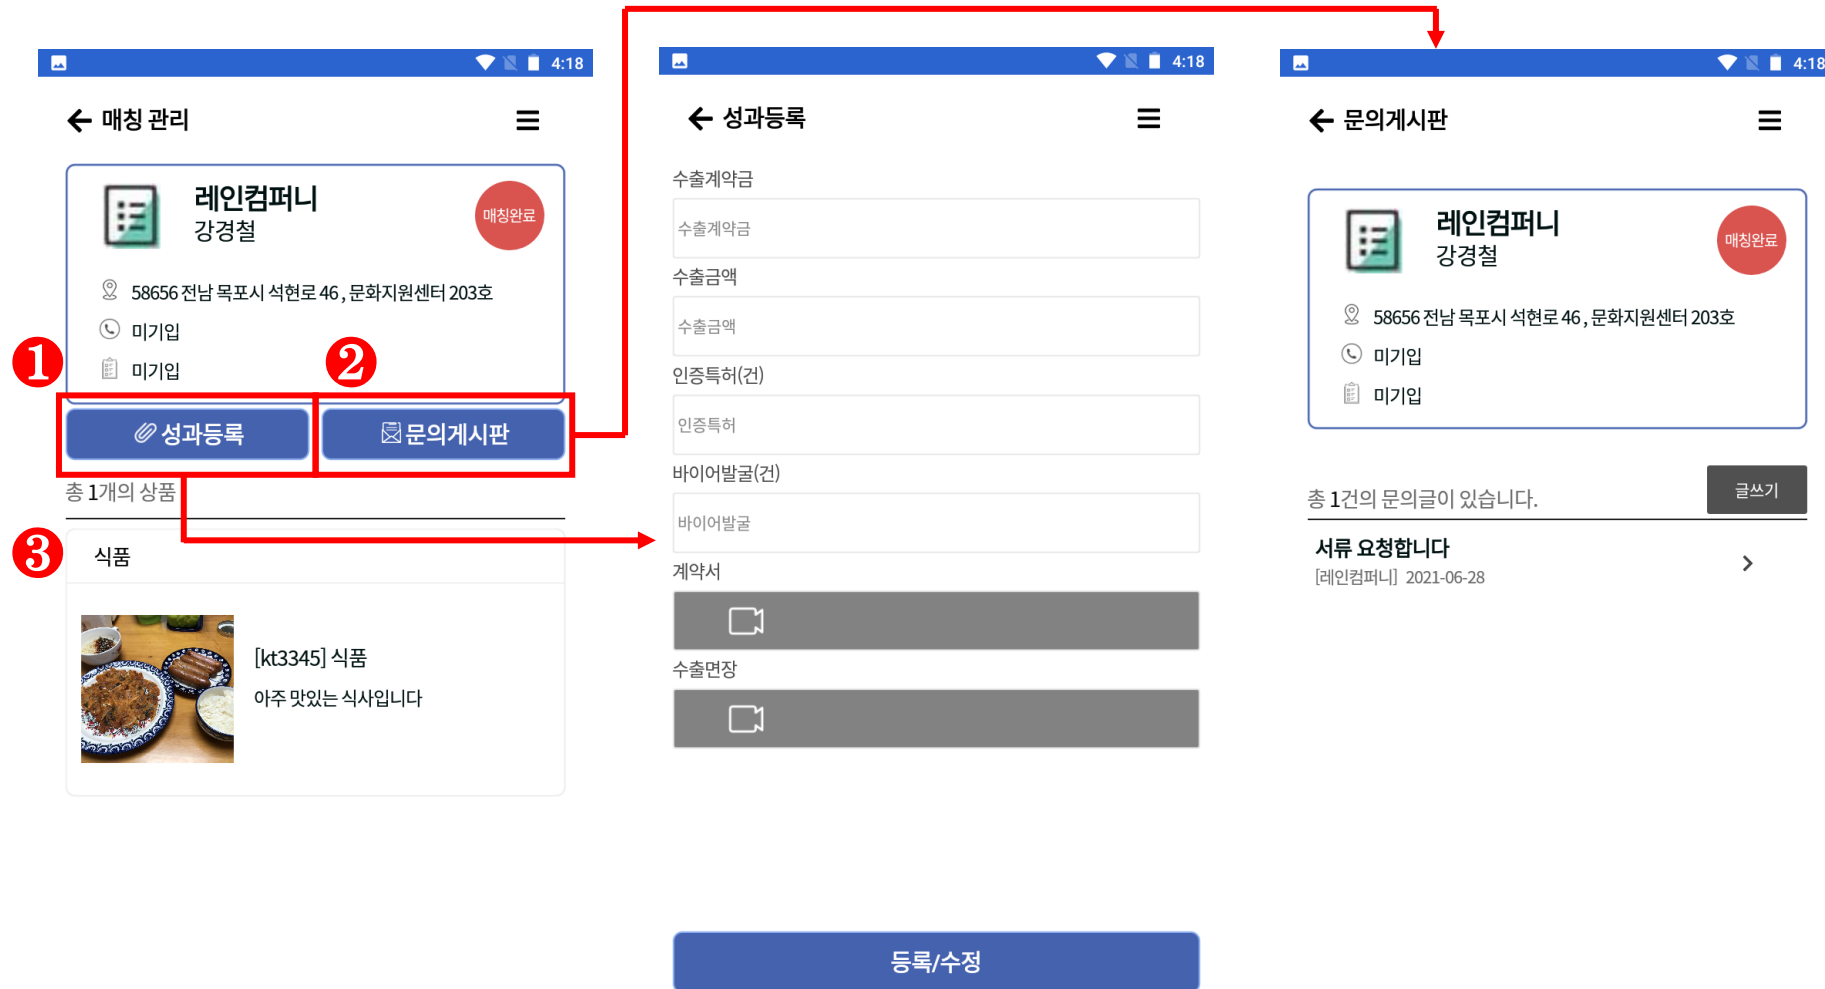 4:18
매칭 관리
레인컴퍼니
강경철
매칭완료
58656 전남 목포시 석현로 46 , 문화지원센터 203호
미기입
미기입
1
2
성과등록
문의게시판
총 1개의 상품
3
식품
[kt3345] 식품
아주 맛있는 식사입니다
4:18
성과등록
수출계약금
수출계약금
수출금액
수출금액
인증특허(건)
인증특허
바이어발굴(건)
바이어발굴
계약서
수출면장
등록/수정
4:18
문의게시판
레인컴퍼니
강경철
매칭완료
58656 전남 목포시 석현로 46 , 문화지원센터 203호
미기입
미기입
총 1건의 문의글이 있습니다.
글쓰기
서류 요청합니다
[레인컴퍼니] 2021-06-28